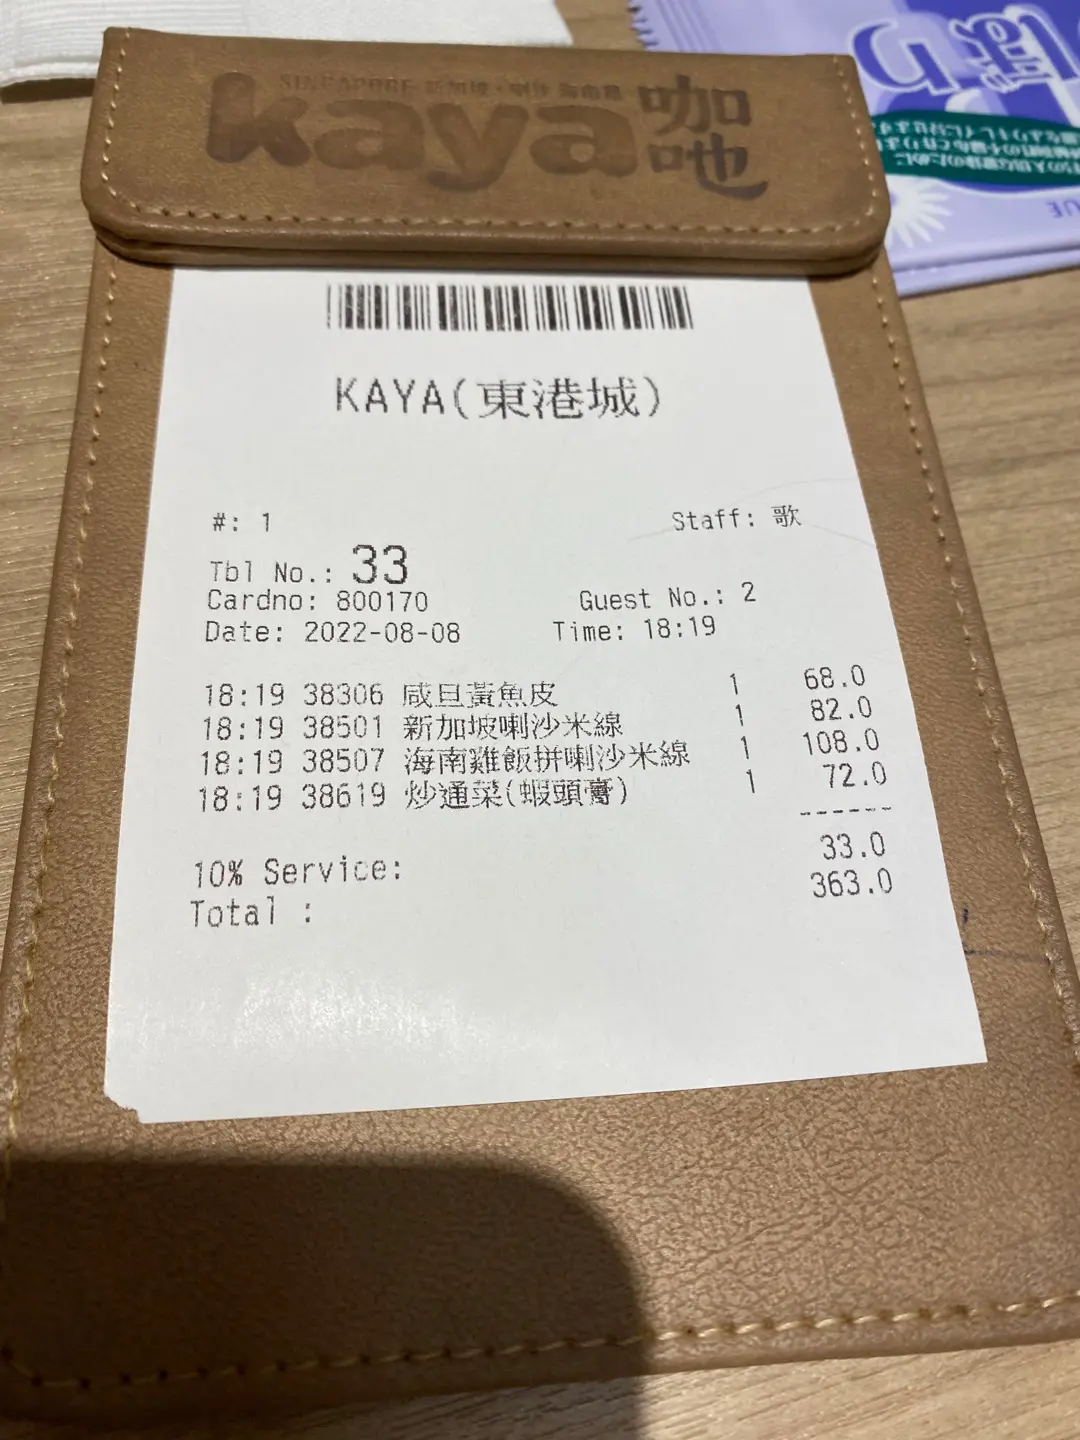 SINGAPORE 新加坡
kaya 咖吔
KAYA(東港城)
#: 1 Staff: 歌
Tbl No.: 33
Cardno: 800170 Guest No.: 2
Date: 2022-08-08 Time: 18:19
18:19 38306 咸旦黃魚皮 1 68.0
18:19 38501 新加坡喇沙米線 1 82.0
18:19 38507 海南雞飯拼喇沙米線 1 108.0
18:19 38619 炒通菜(蝦頭膏) 1 72.0
------
10% Service: 33.0
Total : 363.0